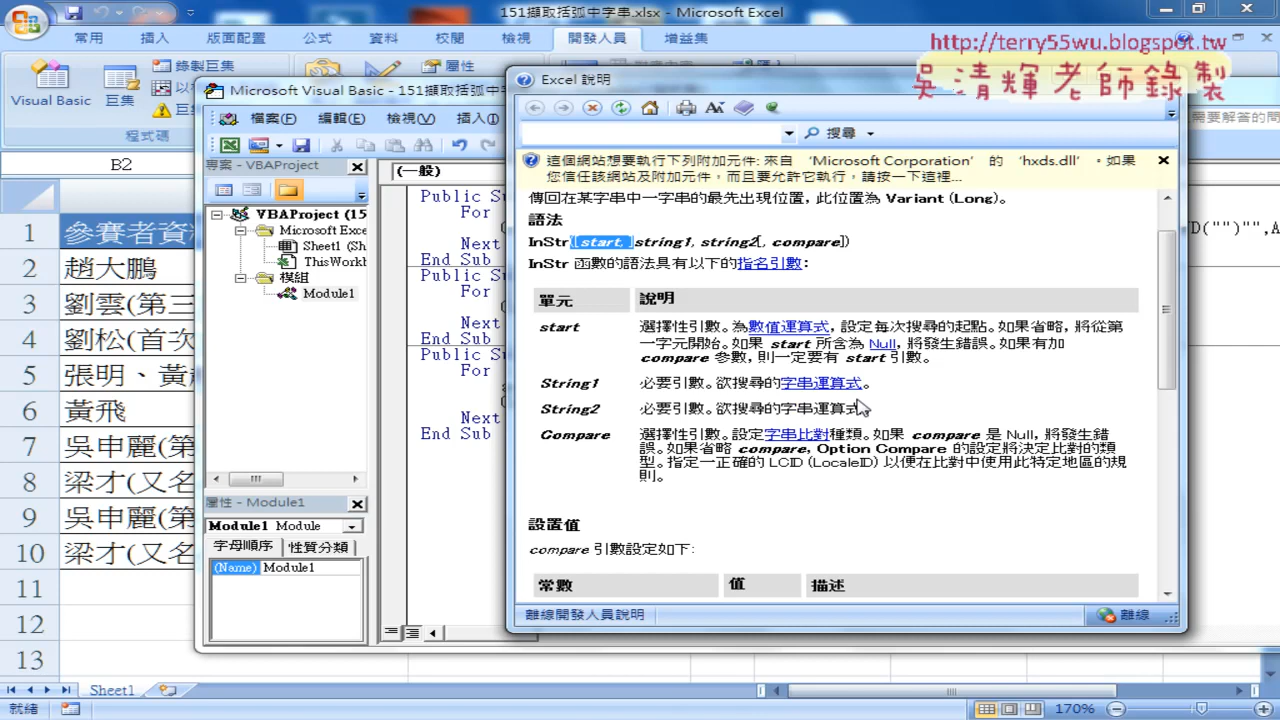 151擷取括弧中字串.xlsx - Microsoft Excel
常用 插入 版面配置 公式 資料 校閱 檢視 開發人員 增益集
http://terry55wu.blogspot.tw
吳清輝老師錄製
Visual Basic 巨集 錄製巨集 屬性
程式碼
B2
參賽者資
1
2 趙大鵬
3 劉雲(第三
4 劉松(首次
5 張明、黃
6 黃飛
7 吳申麗(第
8 梁才(又名
9 吳申麗(第
10 梁才(又名
11
12
13
Sheet1
就緒
170%
Microsoft Visual Basic - 151擷取括弧中字
檔案(F) 編輯(E) 檢視(V) 插入(I)
專案 - VBAProject
VBAProject (15
Microsoft Exce
Sheet1 (Sh
ThisWork
模組
Module1
屬性 - Module1
Module1 Module
字母順序 性質分類
(Name) Module1
(一般)
Public Su
For
Next
End Sub
Public Su
For
Next
End Sub
Public Su
For
Next
End Sub
Excel 說明
搜尋
這個網站想要執行下列附加元件: 來自 'Microsoft Corporation' 的 'hxds.dll'。如果
您信任該網站及附加元件，而且要允許它執行，請按一下這裡...
傳回在某字串中一字串的最先出現位置，此位置為 Variant (Long)。
語法
InStr([start, ]string1, string2[, compare])
InStr 函數的語法具有以下的指名引數:
單元 說明
start 選擇性引數。為數值運算式，設定每次搜尋的起點。如果省略，將從第
一字元開始。如果 start 所含為 Null，將發生錯誤。如果有加
compare 參數，則一定要有 start 引數。
String1 必要引數。欲搜尋的字串運算式。
String2 必要引數。欲搜尋的字串運算式
Compare 選擇性引數。設定字串比對種類。如果 compare 是 Null，將發生錯
誤。如果省略 compare，Option Compare 的設定將決定比對的類
型。指定一正確的 LCID (LocaleID) 以便在比對中使用此特定地區的規
則。
設置值
compare 引數設定如下:
常數 值 描述
離線開發人員說明 離線
需要解答的問
D("")"",A